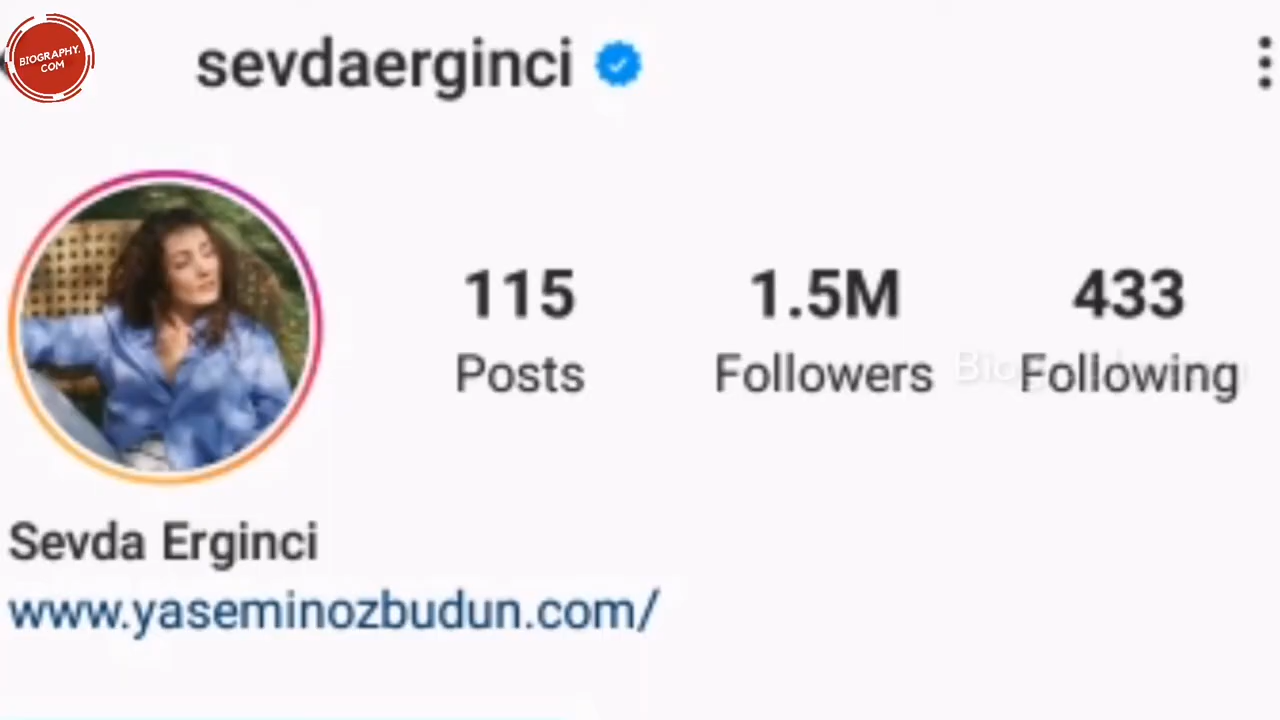 BIOGRAPHY.
COM
sevdaerginci
115 1.5M 433
Posts Followers Following
Sevda Erginci
www.yaseminozbudun.com/